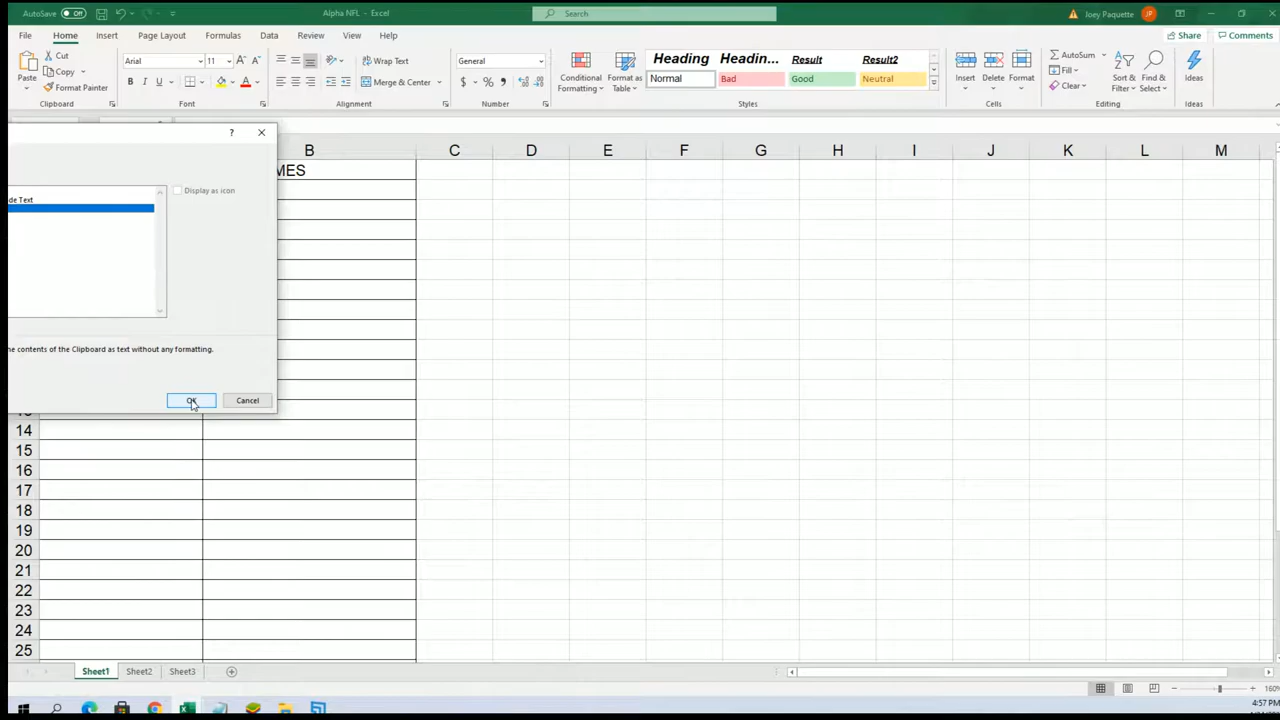 AutoSave Off
Alpha NFL - Excel
Search
Joey Paquette JP
File Home Insert Page Layout Formulas Data Review View Help
Share Comments
Paste
Cut
Copy
Format Painter
Clipboard
Arial 11 A A
B I U A
Font
Wrap Text
Merge & Center
Alignment
General
$ %
Number
Conditional Formatting
Format as Table
Heading Headin... Result Result2
Normal Bad Good Neutral
Styles
Insert Delete Format
Cells
AutoSum
Fill
Clear
Sort & Filter
Find & Select
Editing
Ideas
Ideas
?
B C D E F G H I J K L M
MES
Display as icon
de Text
contents of the Clipboard as text without any formatting.
OK Cancel
14
15
16
17
18
19
20
21
22
23
24
25
Sheet1 Sheet2 Sheet3
160%
4:57 PM